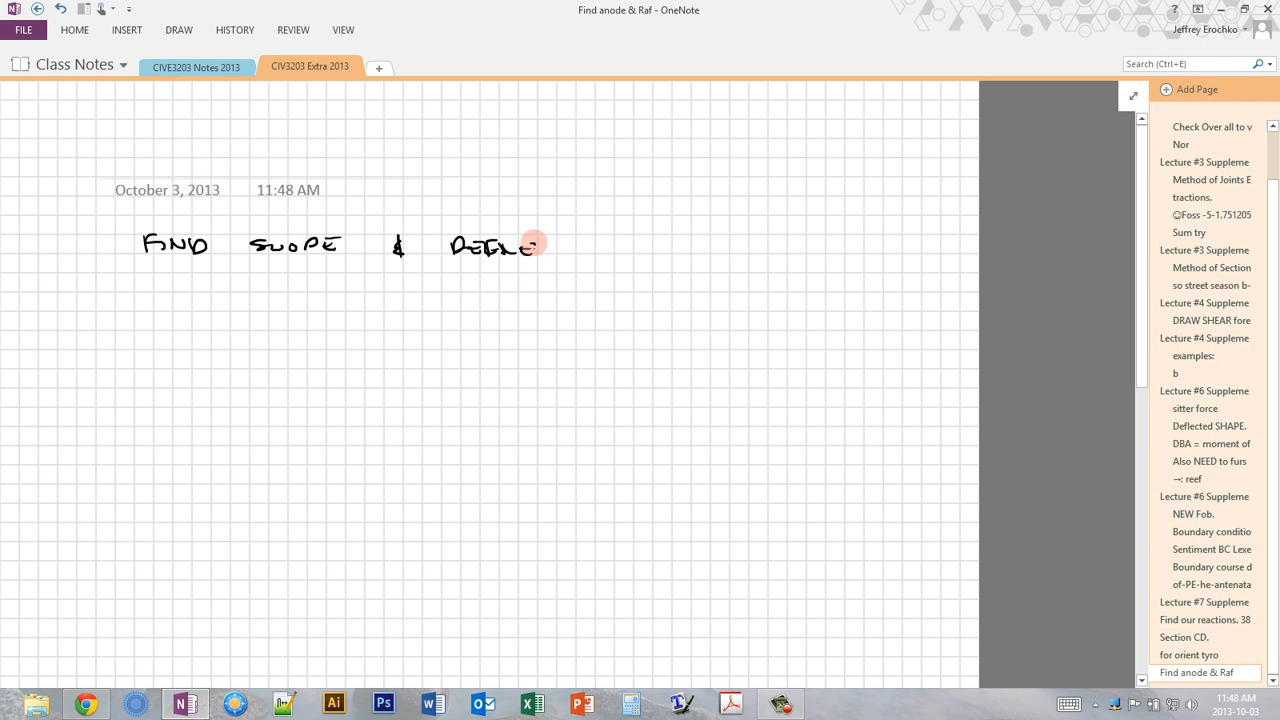 Find anode & Raf - OneNote
FILE HOME INSERT DRAW HISTORY REVIEW VIEW
Jeffrey Erochko
Class Notes CIVE3203 Notes 2013 CIV3203 Extra 2013
Search (Ctrl+E)
Add Page
October 3, 2013 11:48 AM
FIND SLOPE &
Check Over all to v
Nor
Lecture #3 Suppleme
Method of Joints E
tractions.
☺Foss -5-1.751205
Sum try
Lecture #3 Suppleme
Method of Section
so street season b-
Lecture #4 Suppleme
DRAW SHEAR fore
Lecture #4 Suppleme
examples:
b
Lecture #6 Suppleme
sitter force
Deflected SHAPE.
DBA = moment of
Also NEED to furs
→: reef
Lecture #6 Suppleme
NEW Fob.
Boundary conditio
Sentiment BC Lexe
Boundary course d
of-PE-he-antenata
Lecture #7 Suppleme
Find our reactions. 38
Section CD.
for orient tyro
Find anode & Raf
11:48 AM
2013-10-03